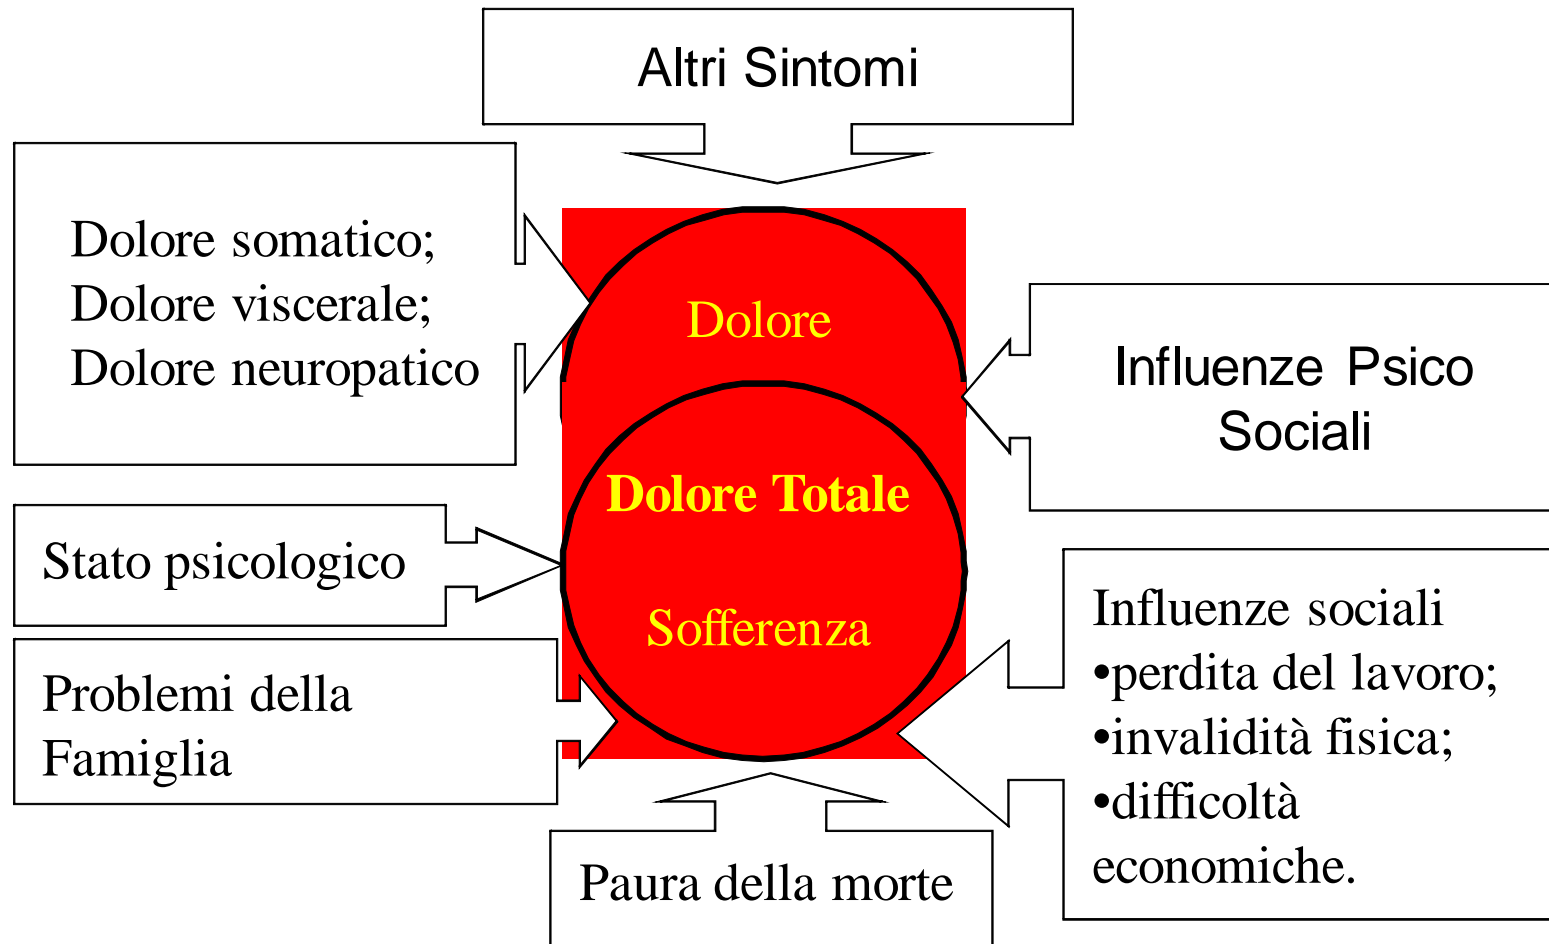 Altri Sintomi
Dolore somatico;
Dolore viscerale;
Dolore neuropatico
Dolore
Influenze Psico
Sociali
Dolore Totale
Stato psicologico
Sofferenza
Problemi della
Famiglia
Influenze sociali
•perdita del lavoro;
•invalidità fisica;
•difficoltà
economiche.
Paura della morte